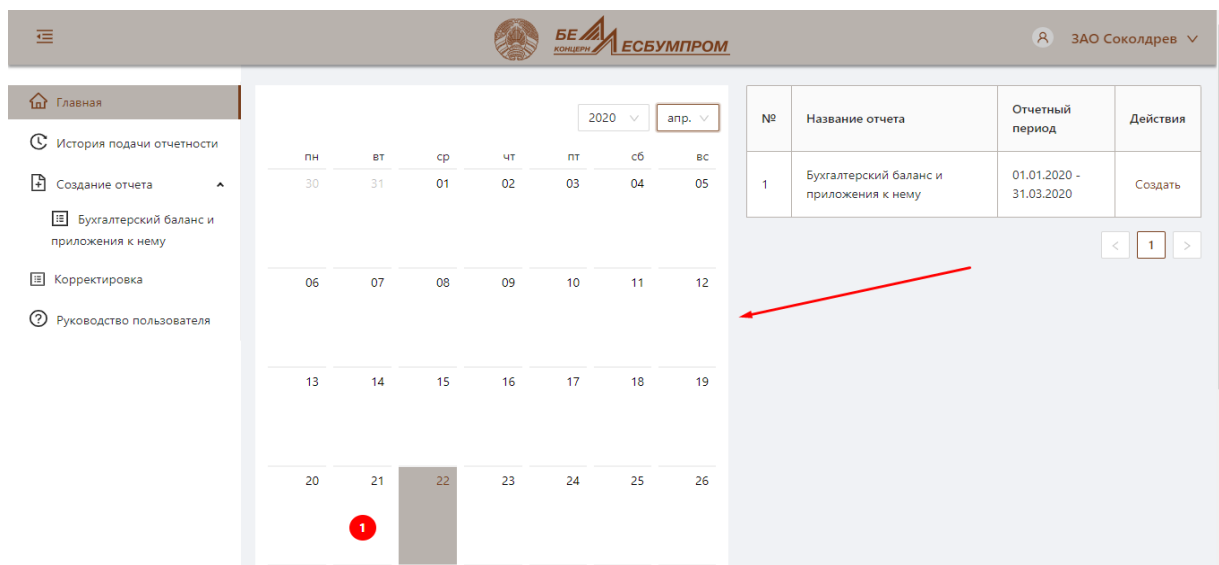 БЕЛЛЕСБУМПРОМ
КОНЦЕРН
ЗАО Соколдрев
Главная
История подачи отчетности
Создание отчета
Бухгалтерский баланс и
приложения к нему
Корректировка
Руководство пользователя
2020 апр.
пн вт ср чт пт сб вс
30 31 01 02 03 04 05
06 07 08 09 10 11 12
13 14 15 16 17 18 19
20 21 22 23 24 25 26
1
№ Название отчета Отчетный Действия
период
1 Бухгалтерский баланс и 01.01.2020 - Создать
приложения к нему 31.03.2020
< 1 >